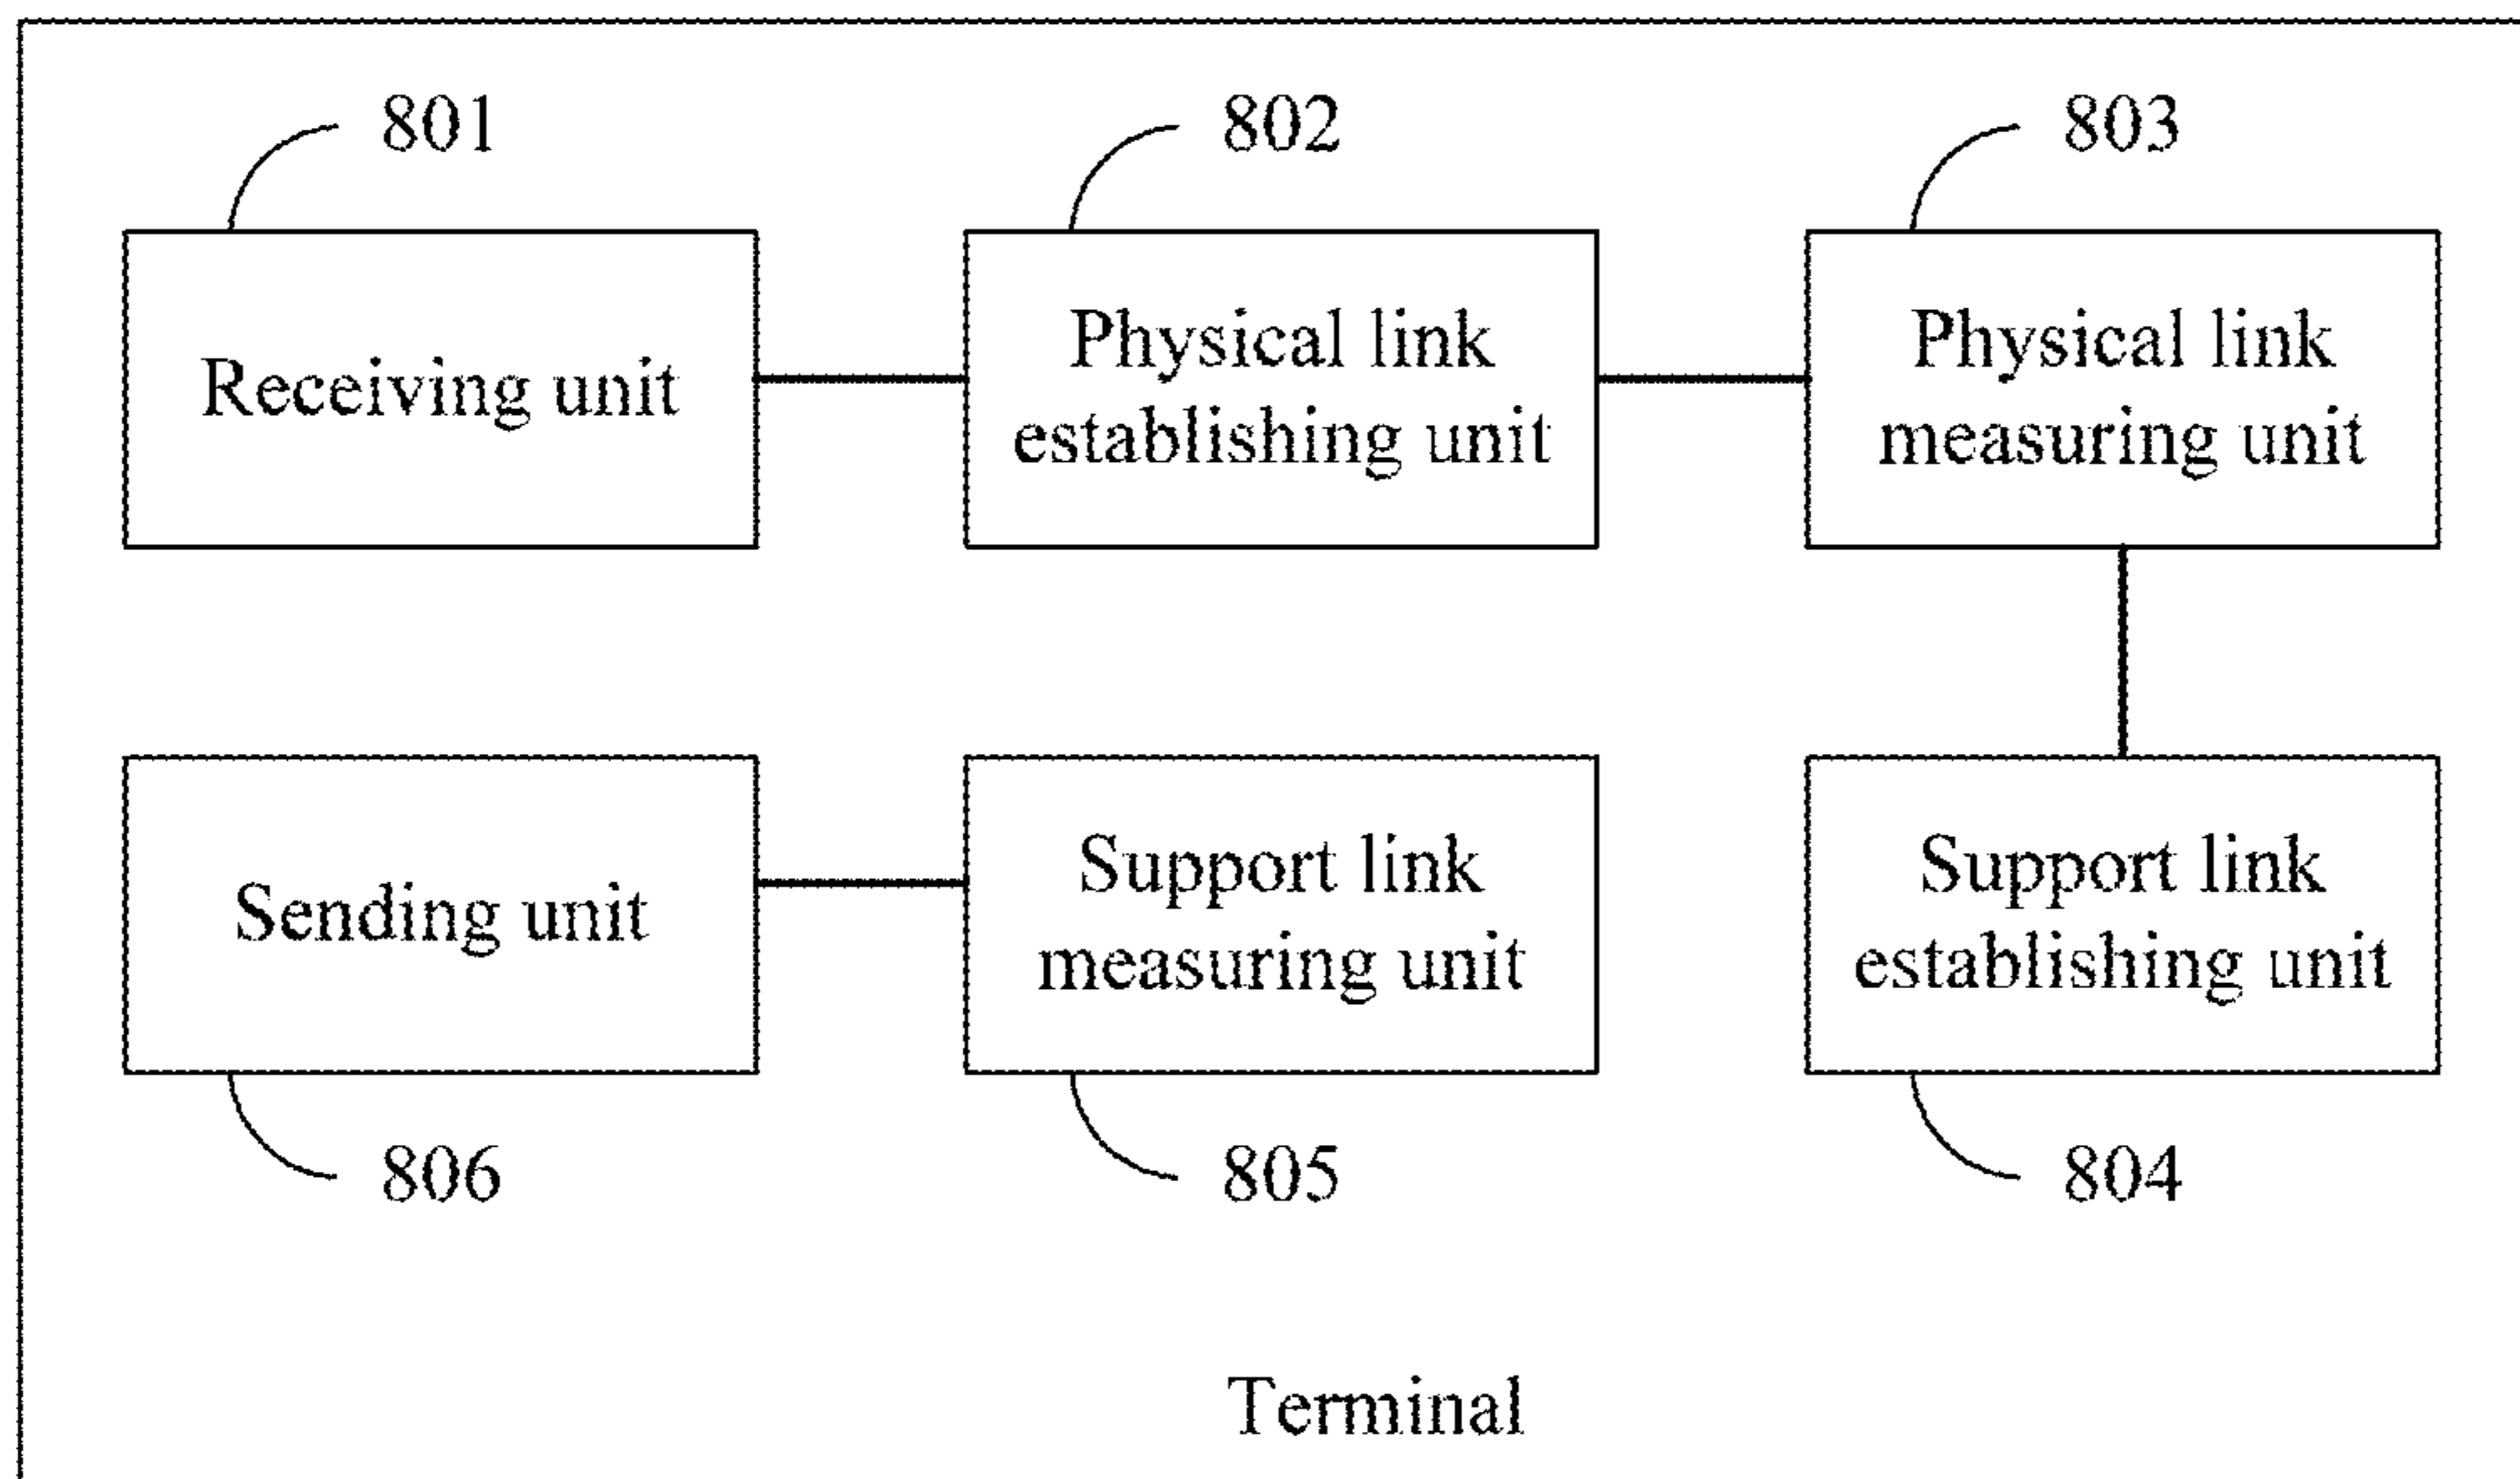 801
802
803
Receiving unit
Physical link
establishing unit
Physical link
measuring unit
Sending unit
Support link
measuring unit
Support link
establishing unit
806
805
804
Terminal